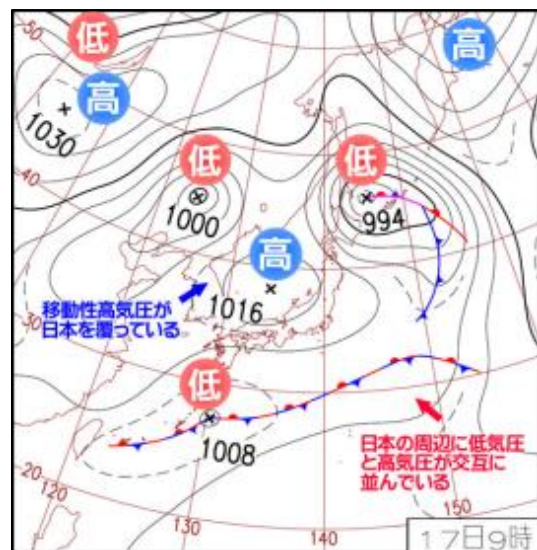 50
低
高
高
1030
40
低
低
1000
994
高
移動性高気圧が
日本を覆っている
1016
30
低
1008
日本の周辺に低気圧
と高気圧が交互に
並んでいる
20
120
130
140
150
17日9時